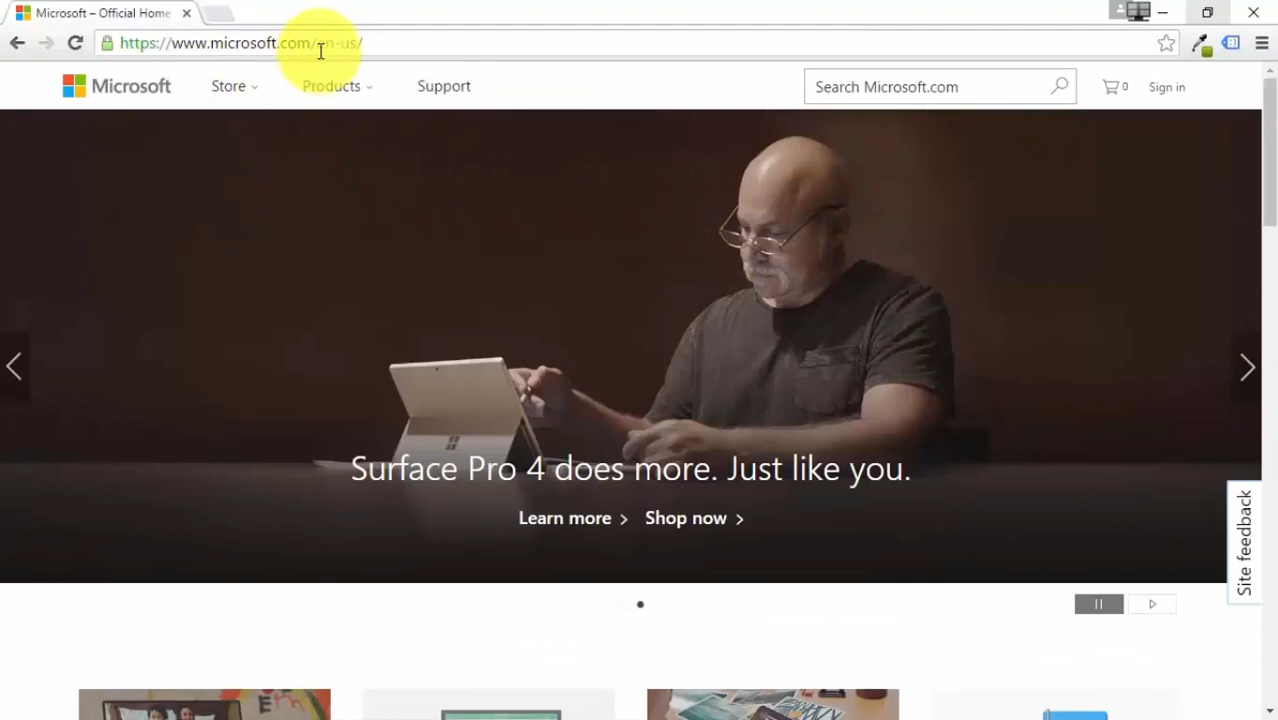 Microsoft – Official Home
https://www.microsoft.com/en-us/
Microsoft
Store
Products
Support
Search Microsoft.com
0
Sign in
Surface Pro 4 does more. Just like you.
Learn more
Shop now
Site feedback